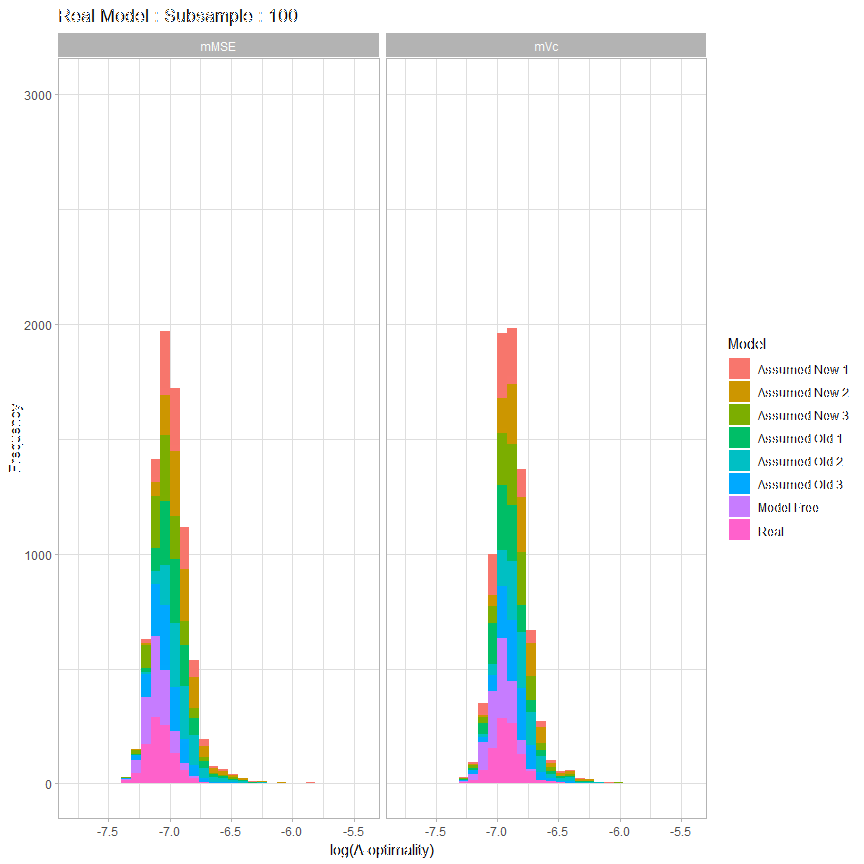 Real Model :: Subsample :: 100
mMSE
mVc
3000
2000
1000
0
Frequency
-7.5 -7.0 -6.5 -6.0 -5.5
-7.5 -7.0 -6.5 -6.0 -5.5
log(A-optimality)
Model
Assumed New 1
Assumed New 2
Assumed New 3
Assumed Old 1
Assumed Old 2
Assumed Old 3
Model Free
Real